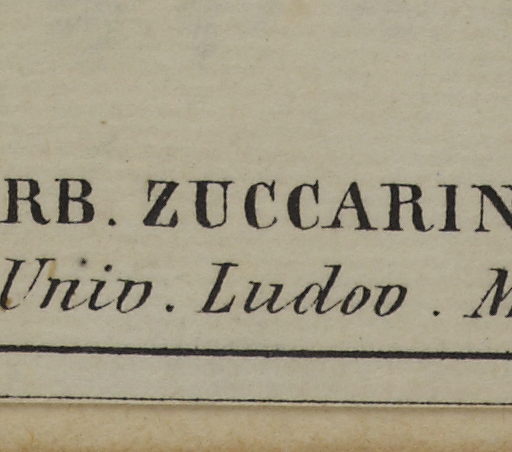 RB. ZUCCARIN
Univ. Ludov. M